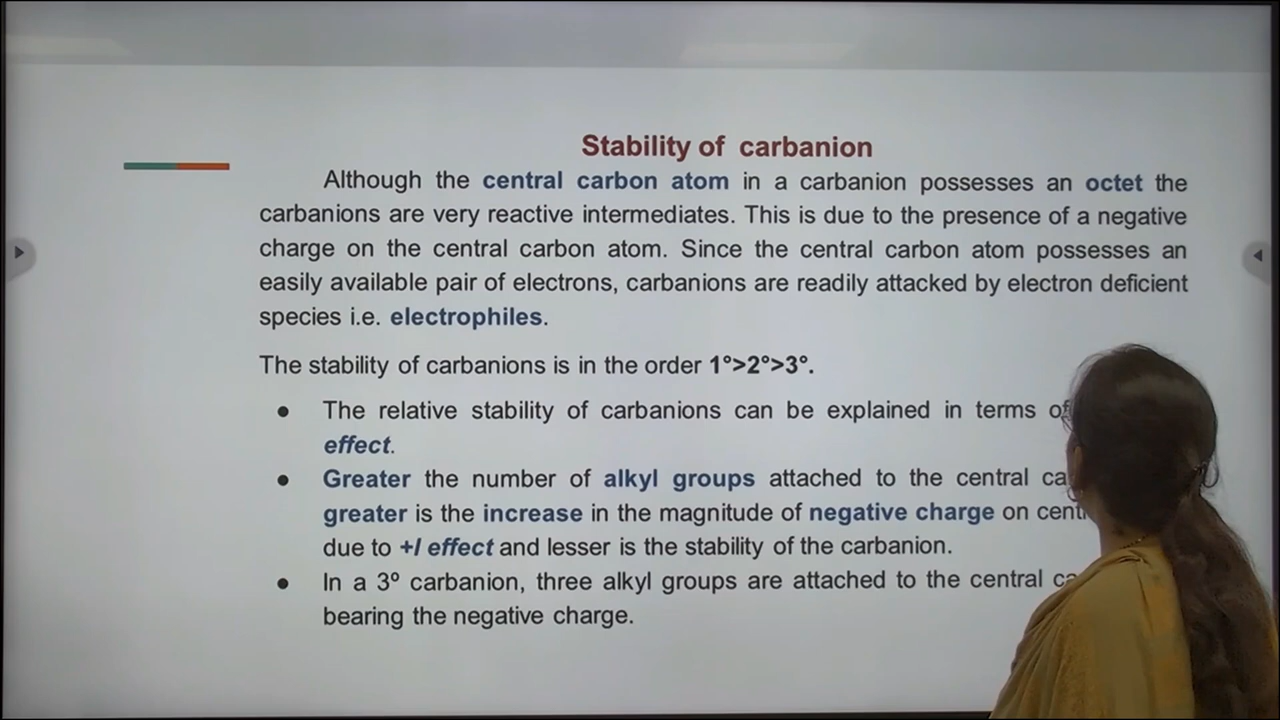 Stability of carbanion
Although the central carbon atom in a carbanion possesses an octet the
carbanions are very reactive intermediates. This is due to the presence of a negative
charge on the central carbon atom. Since the central carbon atom possesses an
easily available pair of electrons, carbanions are readily attacked by electron deficient
species i.e. electrophiles.
The stability of carbanions is in the order 1°>2°>3°.
● The relative stability of carbanions can be explained in terms of
effect.
● Greater the number of alkyl groups attached to the central
greater is the increase in the magnitude of negative charge on
due to +I effect and lesser is the stability of the carbanion.
● In a 3º carbanion, three alkyl groups are attached to the central
bearing the negative charge.